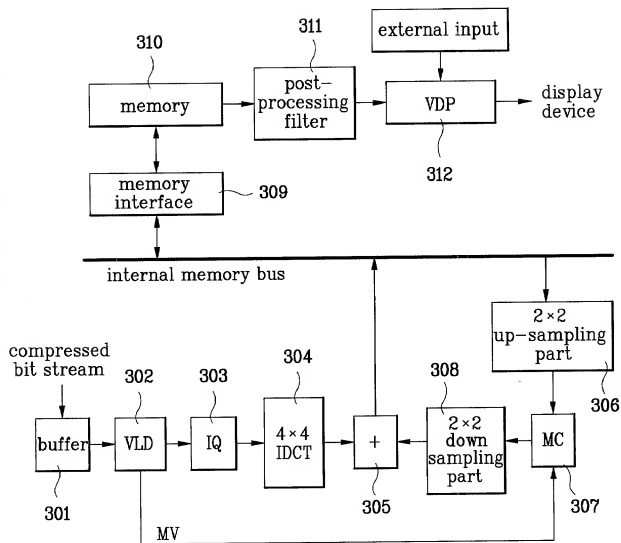 311
external input
310
post-
processing
filter
memory
VDP
display
device
312
memory
interface
309
internal memory bus
2×2
up-sampling
part
306
compressed
bit stream
302
303
304
308
buffer
VLD
IQ
4×4
IDCT
+
2×2
down
sampling
part
MC
301
305
307
MV